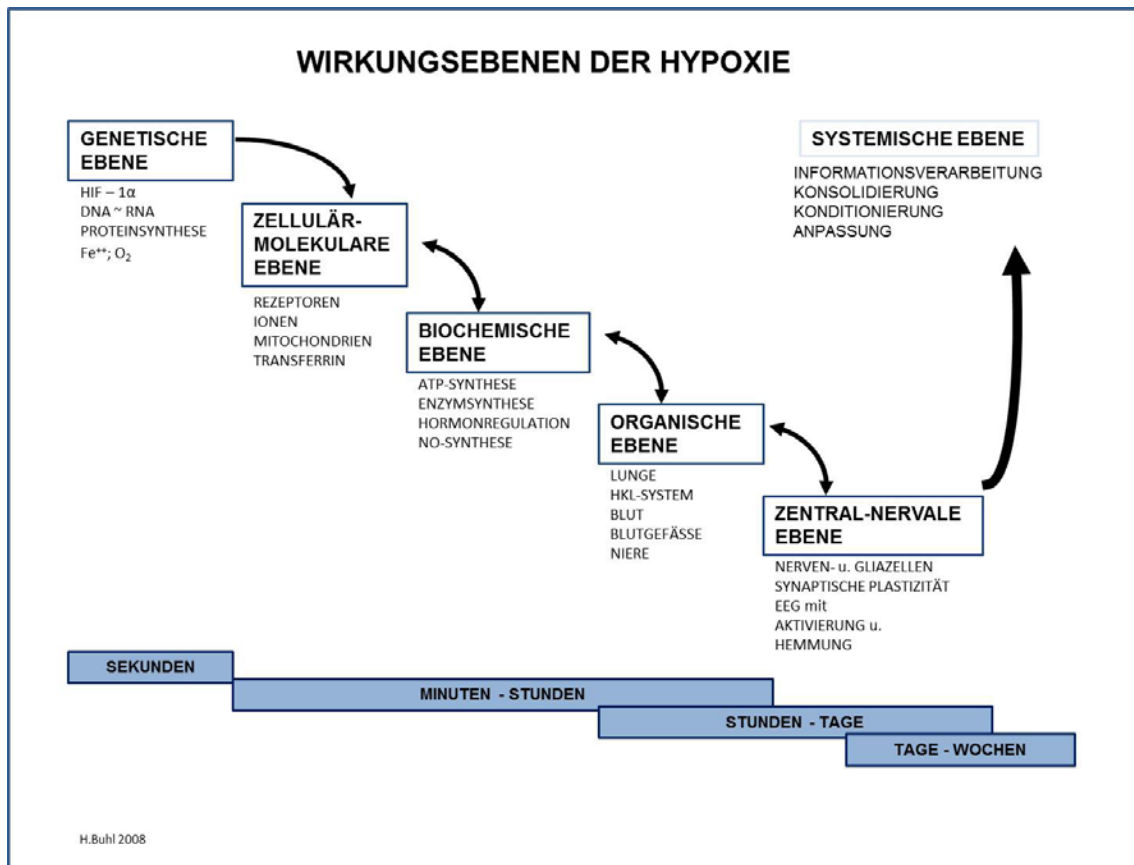 WIRKUNGSEBENEN DER HYPOXIE
GENETISCHE
EBENE
HIF – 1α
DNA ~ RNA
PROTEINSYNTHESE
Fe⁺⁺; O₂
ZELLULÄR-
MOLEKULARE
EBENE
REZEPTOREN
IONEN
MITOCHONDRIEN
TRANSFERRIN
BIOCHEMISCHE
EBENE
ATP-SYNTHESE
ENZYMSYNTHESE
HORMONREGULATION
NO-SYNTHESE
ORGANISCHE
EBENE
LUNGE
HKL-SYSTEM
BLUT
BLUTGEFÄSSE
NIERE
ZENTRAL-NERVALE
EBENE
NERVEN- u. GLIAZELLEN
SYNAPTISCHE PLASTIZITÄT
EEG mit
AKTIVIERUNG u.
HEMMUNG
SYSTEMISCHE EBENE
INFORMATIONSVERARBEITUNG
KONSOLIDIERUNG
KONDITIONIERUNG
ANPASSUNG
SEKUNDEN
MINUTEN - STUNDEN
STUNDEN - TAGE
TAGE - WOCHEN
H.Buhl 2008